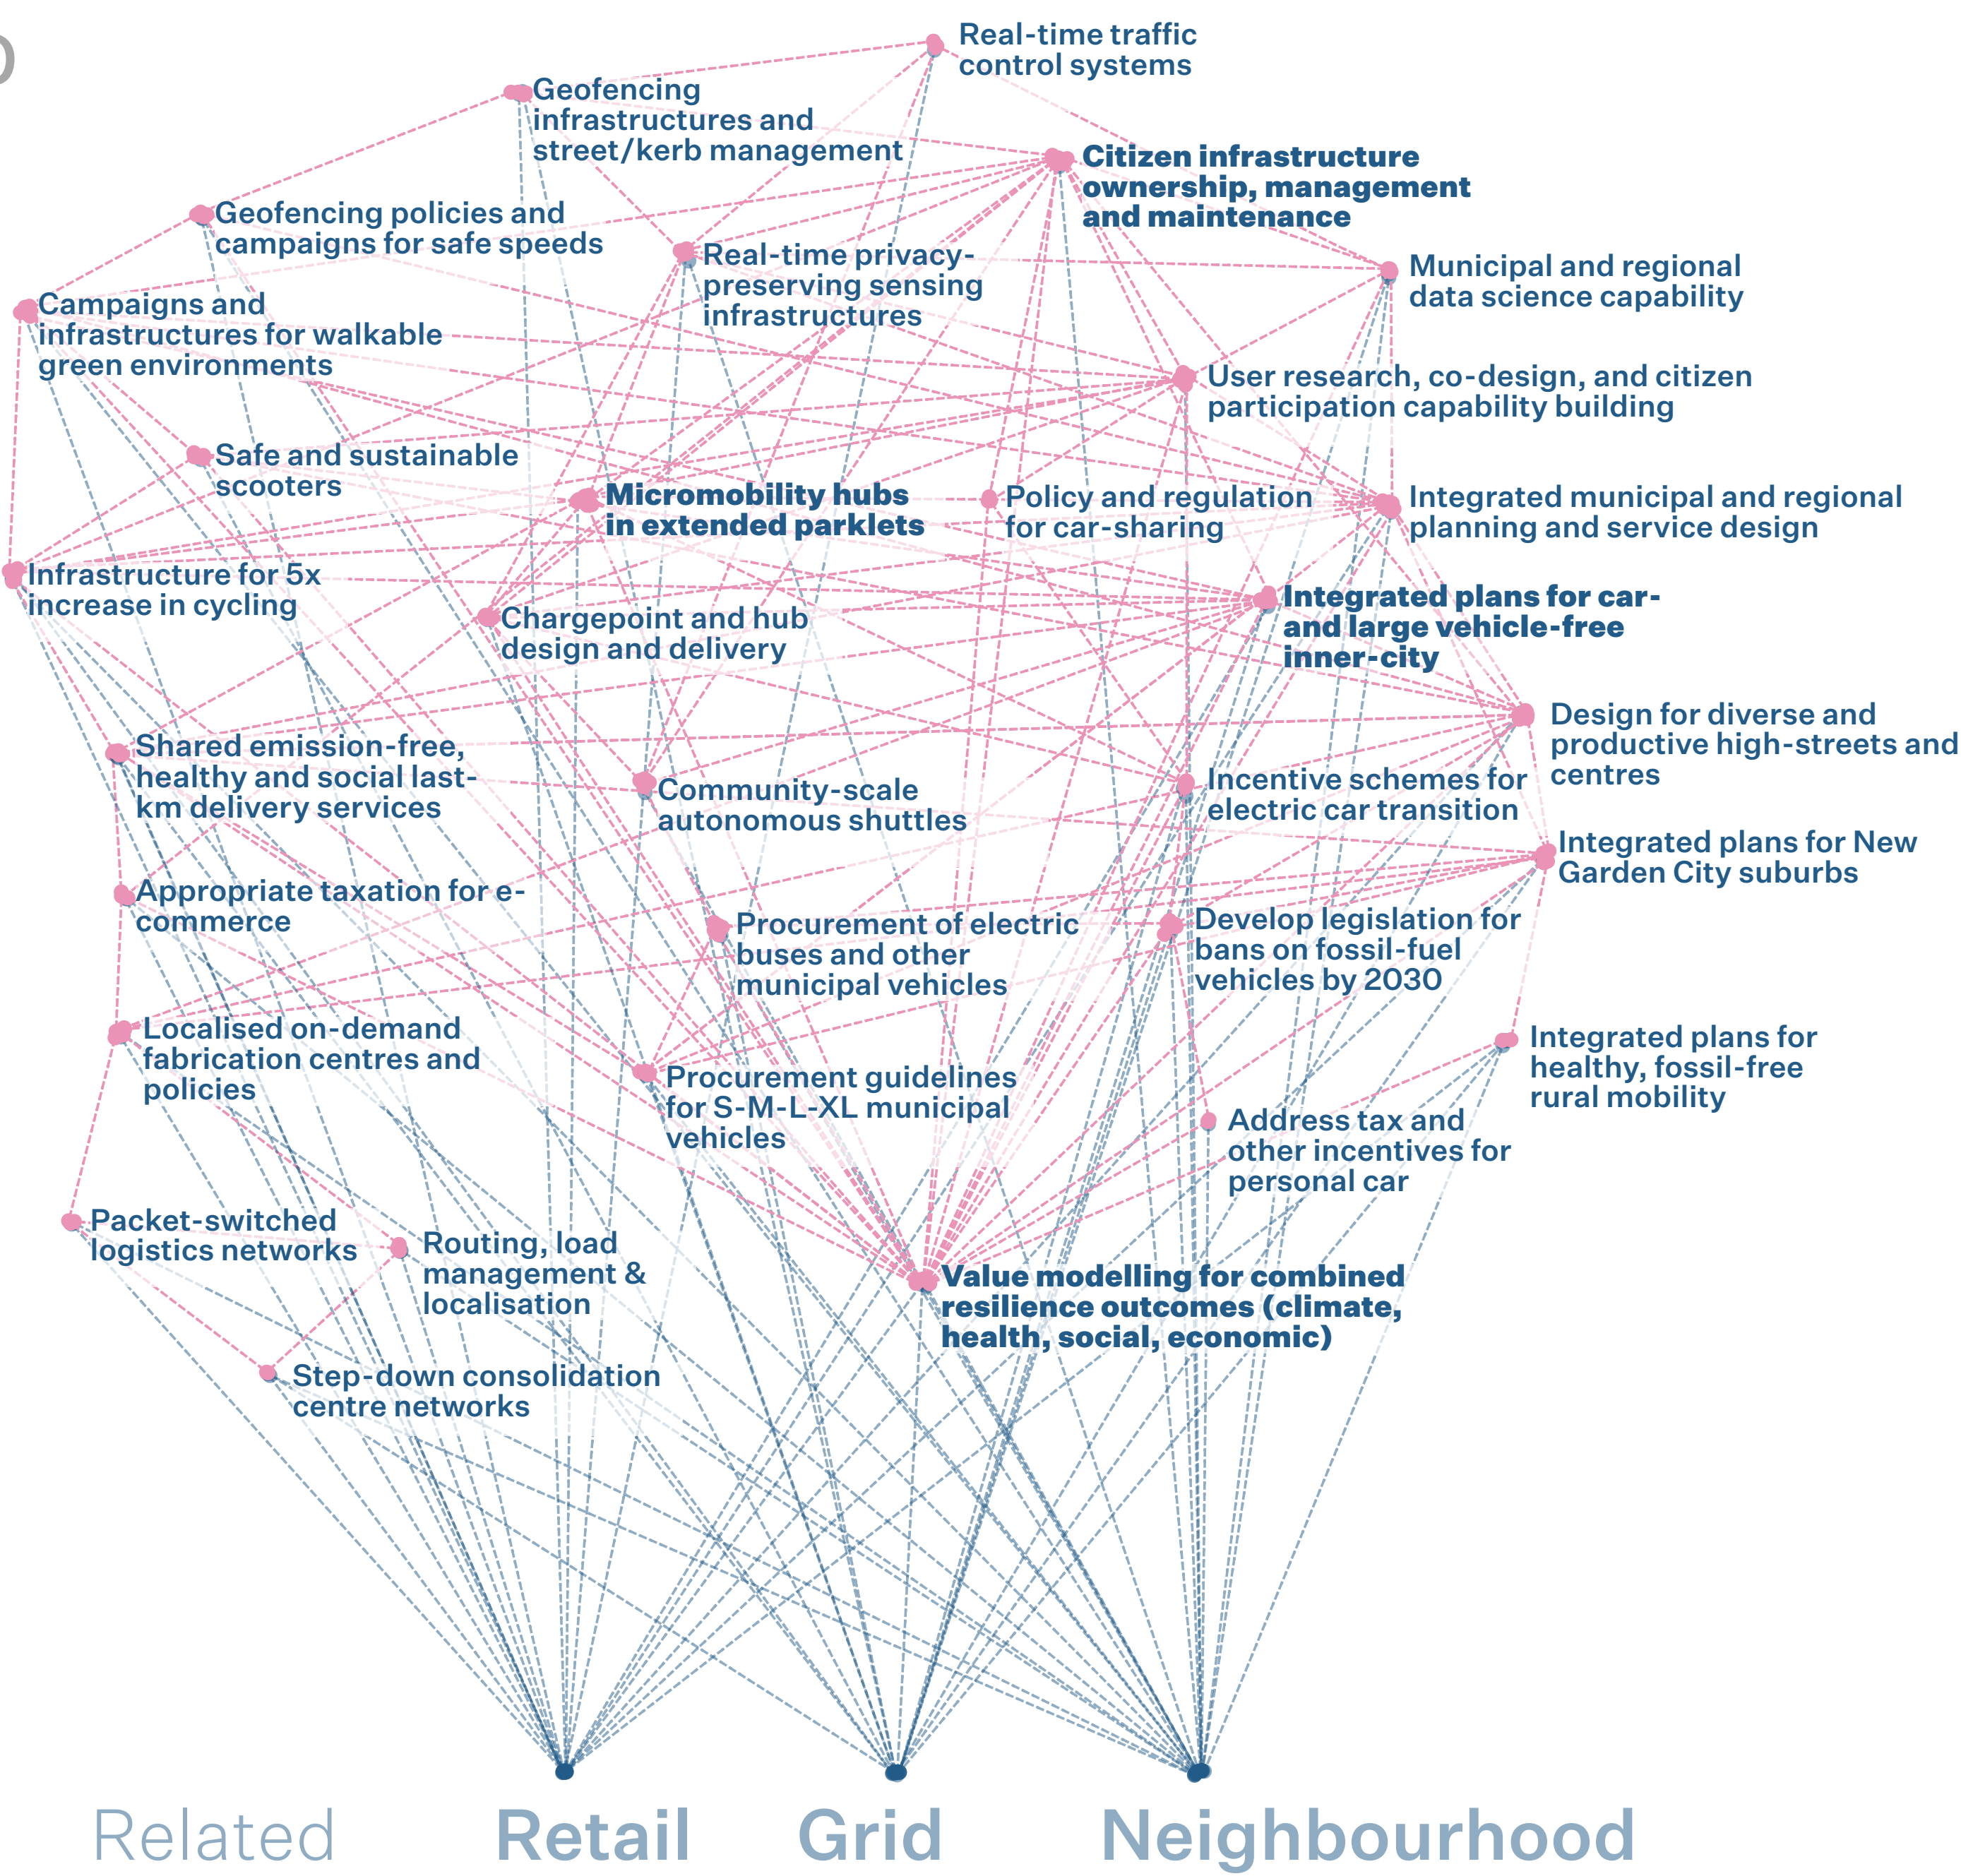 Real-time traffic
control systems
Geofencing
infrastructures and
street/kerb management
Citizen infrastructure
ownership, management
and maintenance
Geofencing policies and
campaigns for safe speeds
Real-time privacy-
preserving sensing
infrastructures
Municipal and regional
data science capability
Campaigns and
infrastructures for walkable
green environments
User research, co-design, and citizen
participation capability building
Safe and sustainable
scooters
Micromobility hubs
in extended parklets
Policy and regulation
for car-sharing
Integrated municipal and regional
planning and service design
Infrastructure for 5x
increase in cycling
Chargepoint and hub
design and delivery
Integrated plans for car-
and large vehicle-free
inner-city
Design for diverse and
productive high-streets and
centres
Shared emission-free,
healthy and social last-
km delivery services
Community-scale
autonomous shuttles
Incentive schemes for
electric car transition
Integrated plans for New
Garden City suburbs
Appropriate taxation for e-
commerce
Procurement of electric
buses and other
municipal vehicles
Develop legislation for
bans on fossil-fuel
vehicles by 2030
Localised on-demand
fabrication centres and
policies
Procurement guidelines
for S-M-L-XL municipal
vehicles
Integrated plans for
healthy, fossil-free
rural mobility
Address tax and
other incentives for
personal car
Packet-switched
logistics networks
Routing, load
management &
localisation
Value modelling for combined
resilience outcomes (climate,
health, social, economic)
Step-down consolidation
centre networks
Related
Retail
Grid
Neighbourhood